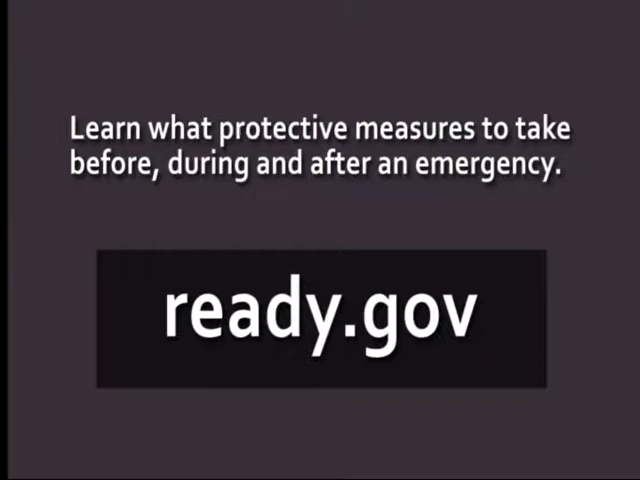 Learn what protective measures to take
before, during and after an emergency.
ready.gov